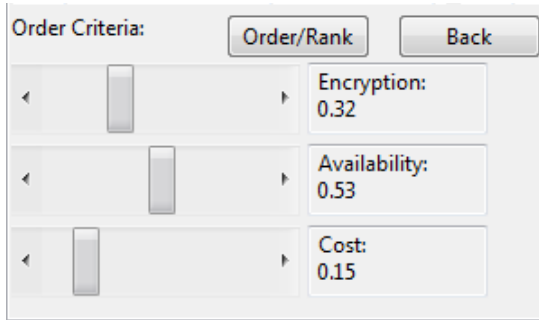 Order Criteria:
Order/Rank
Back
Encryption:
0.32
Availability:
0.53
Cost:
0.15